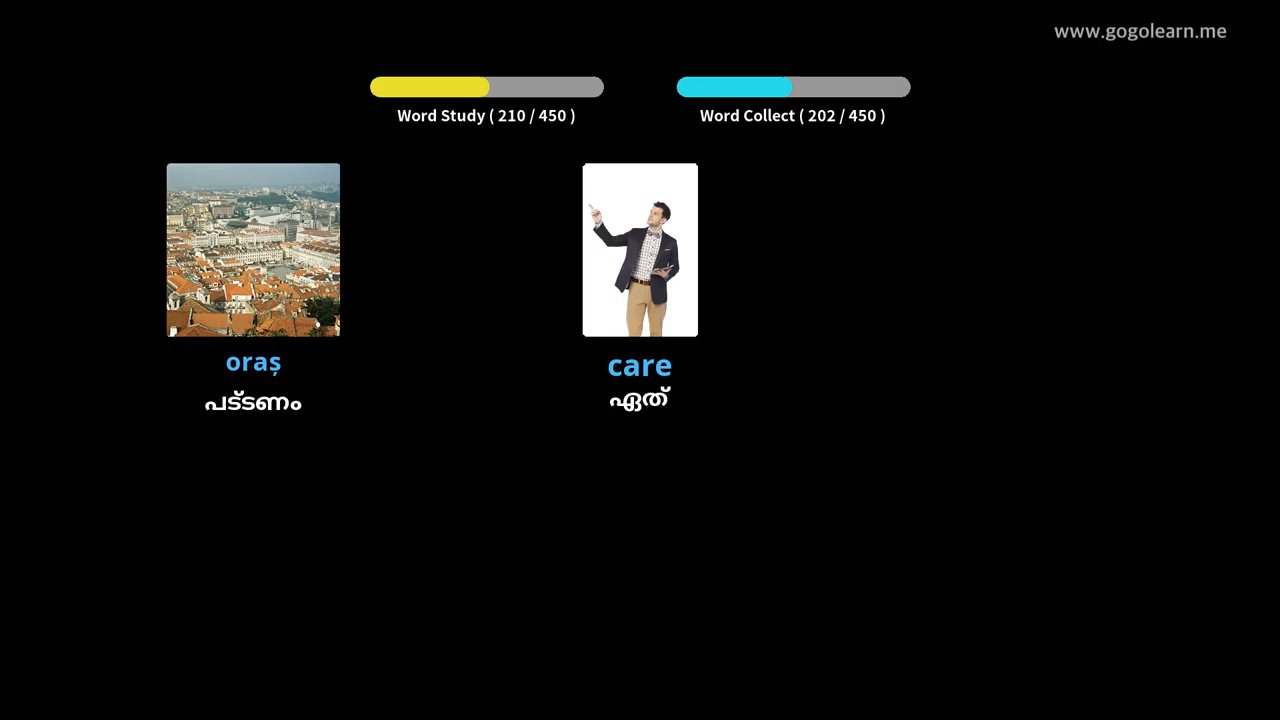 www.gogolearn.me
Word Study ( 210 / 450 )
Word Collect ( 202 / 450 )
oraș
പട്ടണം
care
ഏത്